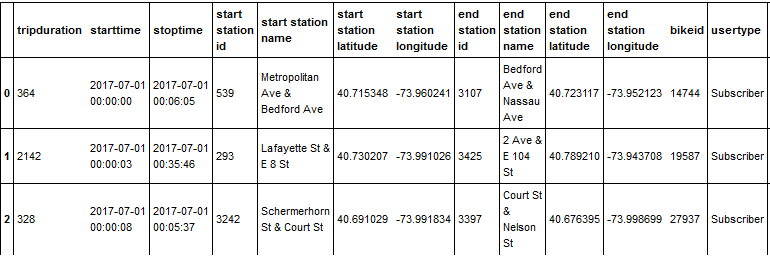 tripduration starttime stoptime start station id start station name start station latitude start station longitude end station id end station name end station latitude end station longitude bikeid usertype
0 364 2017-07-01 00:00:00 2017-07-01 00:06:05 539 Metropolitan Ave & Bedford Ave 40.715348 -73.960241 3107 Bedford Ave & Nassau Ave 40.723117 -73.952123 14744 Subscriber
1 2142 2017-07-01 00:00:03 2017-07-01 00:35:46 293 Lafayette St & E 8 St 40.730207 -73.991026 3425 2 Ave & E 104 St 40.789210 -73.943708 19587 Subscriber
2 328 2017-07-01 00:00:08 2017-07-01 00:05:37 3242 Schermerhorn St & Court St 40.691029 -73.991834 3397 Court St & Nelson St 40.676395 -73.998699 27937 Subscriber